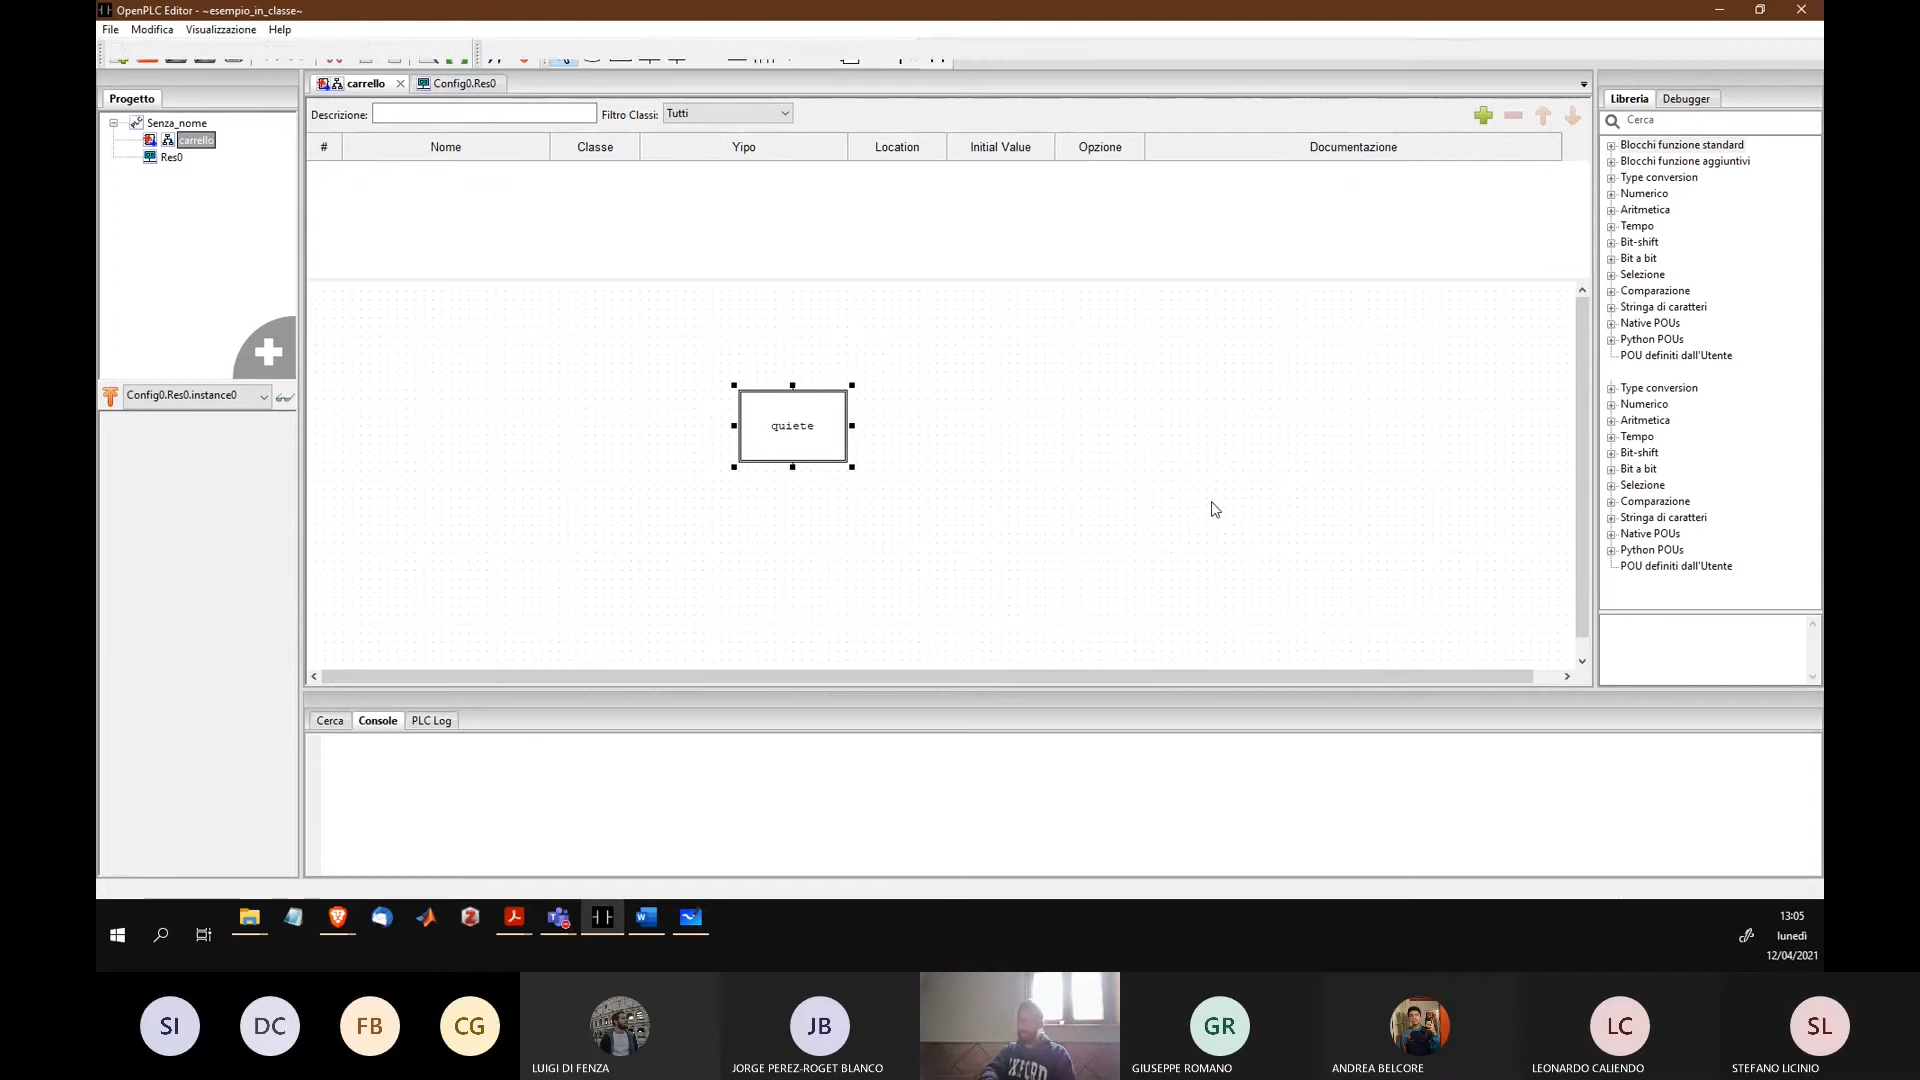 OpenPLC Editor - ~esempio_in_classe~
File Modifica Visualizzazione Help
Progetto
Senza_nome
carrello
Res0
Config0.Res0.instance0
carrello
Config0.Res0
Descrizione:
Filtro Classi:
Tutti
# Nome Classe Yipo Location Initial Value Opzione Documentazione
quiete
Cerca Console PLC Log
Libreria Debugger
Cerca
Blocchi funzione standard
Blocchi funzione aggiuntivi
Type conversion
Numerico
Aritmetica
Tempo
Bit-shift
Bit a bit
Selezione
Comparazione
Stringa di caratteri
Native POUs
Python POUs
POU definiti dall'Utente
Type conversion
Numerico
Aritmetica
Tempo
Bit-shift
Bit a bit
Selezione
Comparazione
Stringa di caratteri
Native POUs
Python POUs
POU definiti dall'Utente
13:05
lunedì
12/04/2021
SI
DC
FB
CG
LUIGI DI FENZA
JB
JORGE PEREZ-ROGET BLANCO
OXFORD
GR
GIUSEPPE ROMANO
ANDREA BELCORE
LC
LEONARDO CALIENDO
SL
STEFANO LICINIO